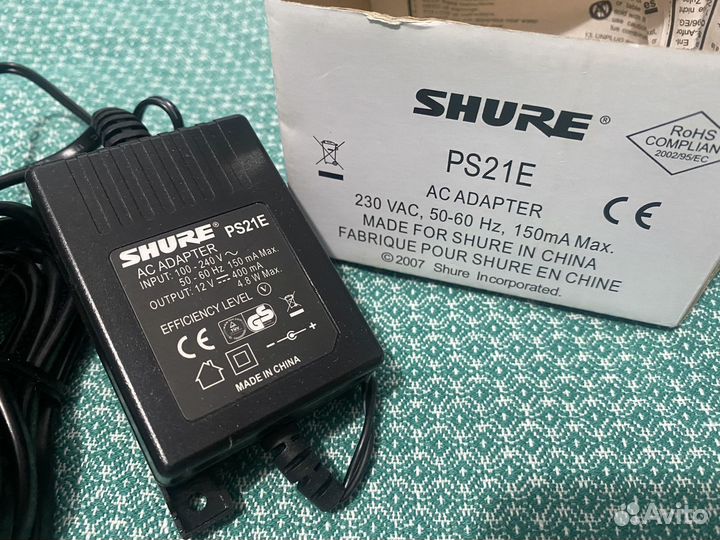 SHURE®
PS21E
AC ADAPTER
230 VAC, 50-60 Hz, 150mA Max.
MADE FOR SHURE IN CHINA
FABRIQUE POUR SHURE EN CHINE
© 2007 Shure Incorporated.
RoHS
COMPLIAN
2002/95/EC
CE
SHURE® PS21E
AC ADAPTER
INPUT: 100 - 240 V ~
50 - 60 Hz 150 mA Max.
OUTPUT: 12 V ⎓ 400 mA
4.8 W Max.
EFFICIENCY LEVEL V
CE
GS
MADE IN CHINA
Avito